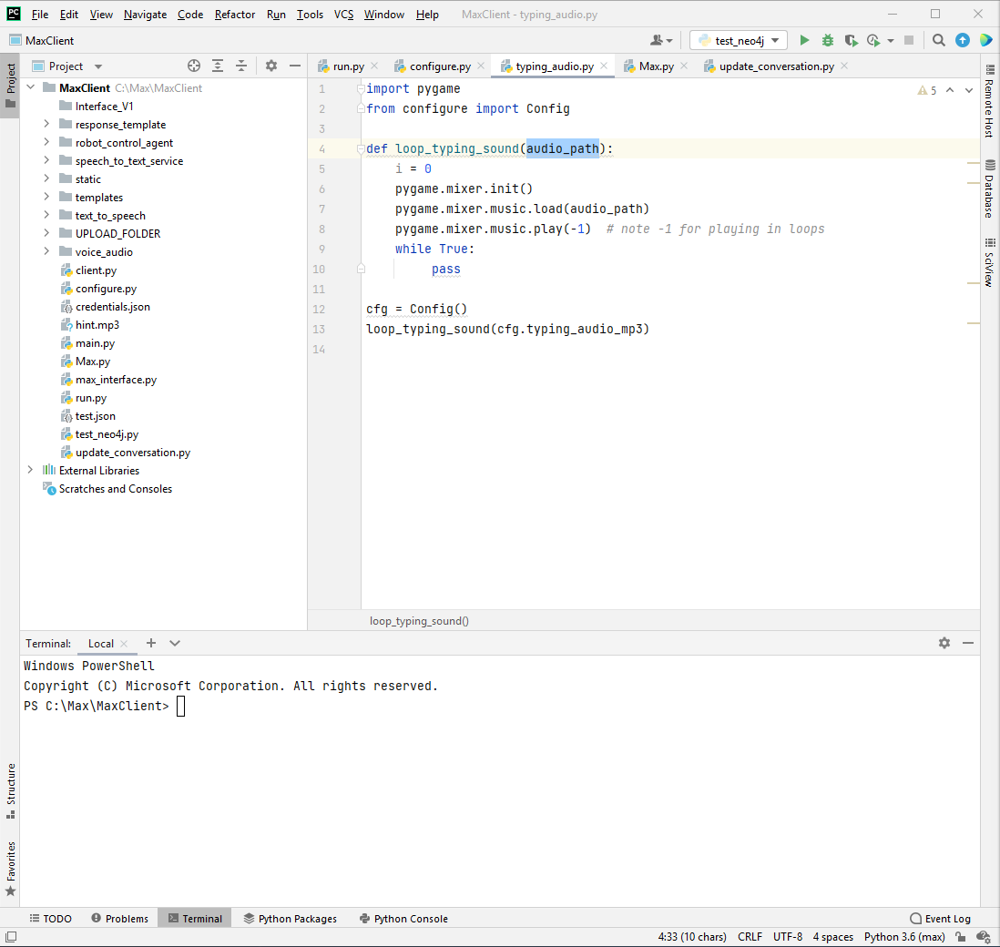 PC File Edit View Navigate Code Refactor Run Tools VCS Window Help MaxClient - typing_audio.py
MaxClient test_neo4j
Project
Project
run.py configure.py typing_audio.py Max.py update_conversation.py
MaxClient C:\Max\MaxClient
Interface_V1
response_template
robot_control_agent
speech_to_text_service
static
templates
text_to_speech
UPLOAD_FOLDER
voice_audio
client.py
configure.py
credentials.json
hint.mp3
main.py
Max.py
max_interface.py
run.py
test.json
test_neo4j.py
update_conversation.py
External Libraries
Scratches and Consoles
1 import pygame
2 from configure import Config
3
4 def loop_typing_sound(audio_path):
5 i = 0
6 pygame.mixer.init()
7 pygame.mixer.music.load(audio_path)
8 pygame.mixer.music.play(-1)  # note -1 for playing in loops
9 while True:
10 pass
11
12 cfg = Config()
13 loop_typing_sound(cfg.typing_audio_mp3)
14
5
loop_typing_sound()
Remote Host
Database
SciView
Terminal: Local
Windows PowerShell
Copyright (C) Microsoft Corporation. All rights reserved.
PS C:\Max\MaxClient>
Structure
Favorites
TODO Problems Terminal Python Packages Python Console Event Log
4:33 (10 chars) CRLF UTF-8 4 spaces Python 3.6 (max)